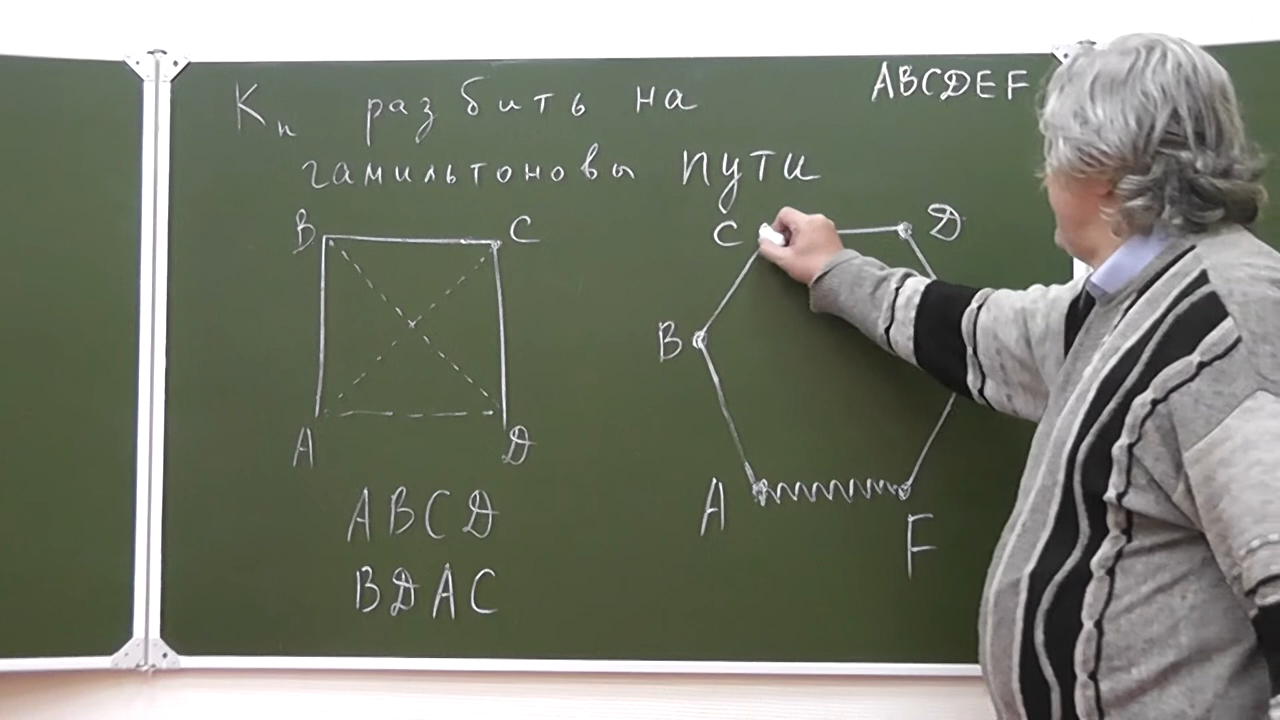 Kₙ разбить на
гамильтоновы пути
ABCDEF
B
C
A
D
ABCD
BDAC
C
D
B
A
F